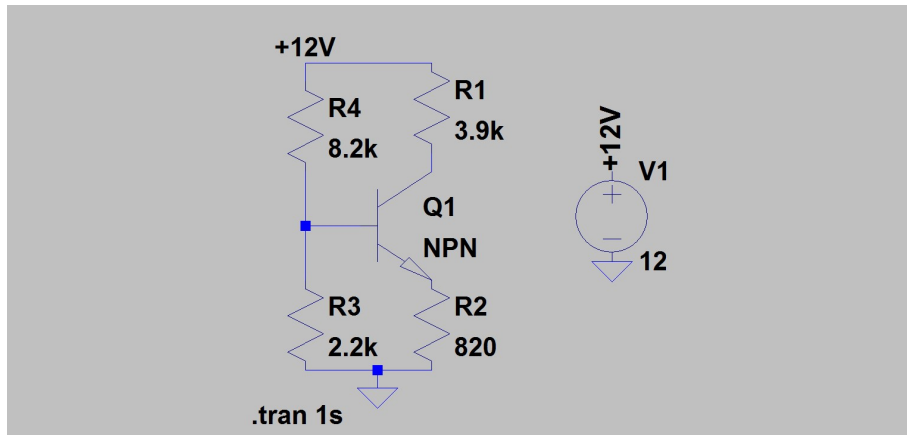 +12V
R4
8.2k
R1
3.9k
Q1
NPN
R3
2.2k
R2
820
.tran 1s
+12V
V1
12